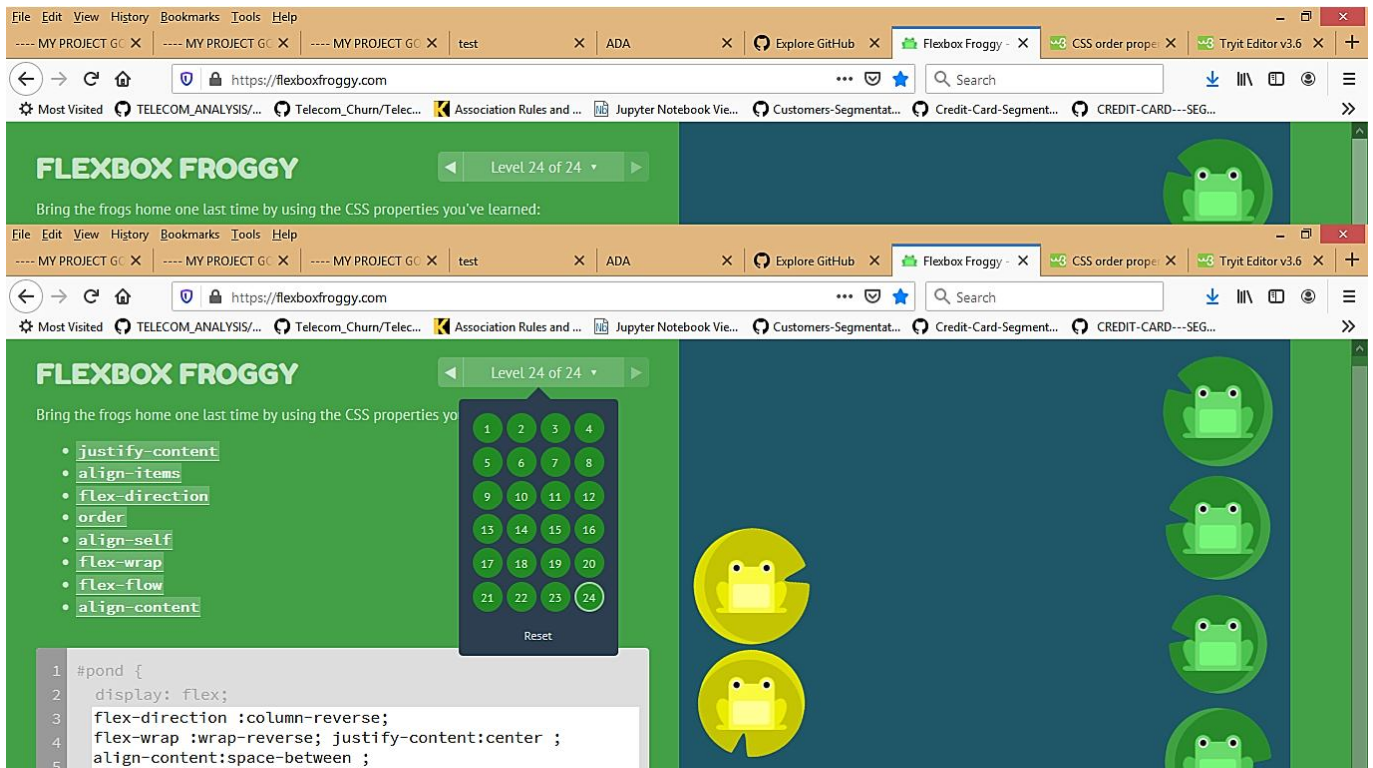 File Edit View History Bookmarks Tools Help
---- MY PROJECT GO ---- MY PROJECT GO ---- MY PROJECT GO test ADA Explore GitHub Flexbox Froggy - CSS order proper Tryit Editor v3.6
https://flexboxfroggy.com Search
Most Visited TELECOM_ANALYSIS/... Telecom_Churn/Telec... Association Rules and ... Jupyter Notebook Vie... Customers-Segmentat... Credit-Card-Segment... CREDIT-CARD---SEG...
FLEXBOX FROGGY Level 24 of 24
Bring the frogs home one last time by using the CSS properties you've learned:
File Edit View History Bookmarks Tools Help
---- MY PROJECT GO ---- MY PROJECT GO ---- MY PROJECT GO test ADA Explore GitHub Flexbox Froggy - CSS order proper Tryit Editor v3.6
https://flexboxfroggy.com Search
Most Visited TELECOM_ANALYSIS/... Telecom_Churn/Telec... Association Rules and ... Jupyter Notebook Vie... Customers-Segmentat... Credit-Card-Segment... CREDIT-CARD---SEG...
FLEXBOX FROGGY Level 24 of 24
Bring the frogs home one last time by using the CSS properties yo
justify-content
align-items
flex-direction
order
align-self
flex-wrap
flex-flow
align-content
1 2 3 4
5 6 7 8
9 10 11 12
13 14 15 16
17 18 19 20
21 22 23 24
Reset
1 #pond {
2 display: flex;
3 flex-direction :column-reverse;
4 flex-wrap :wrap-reverse; justify-content:center ;
5 align-content:space-between ;